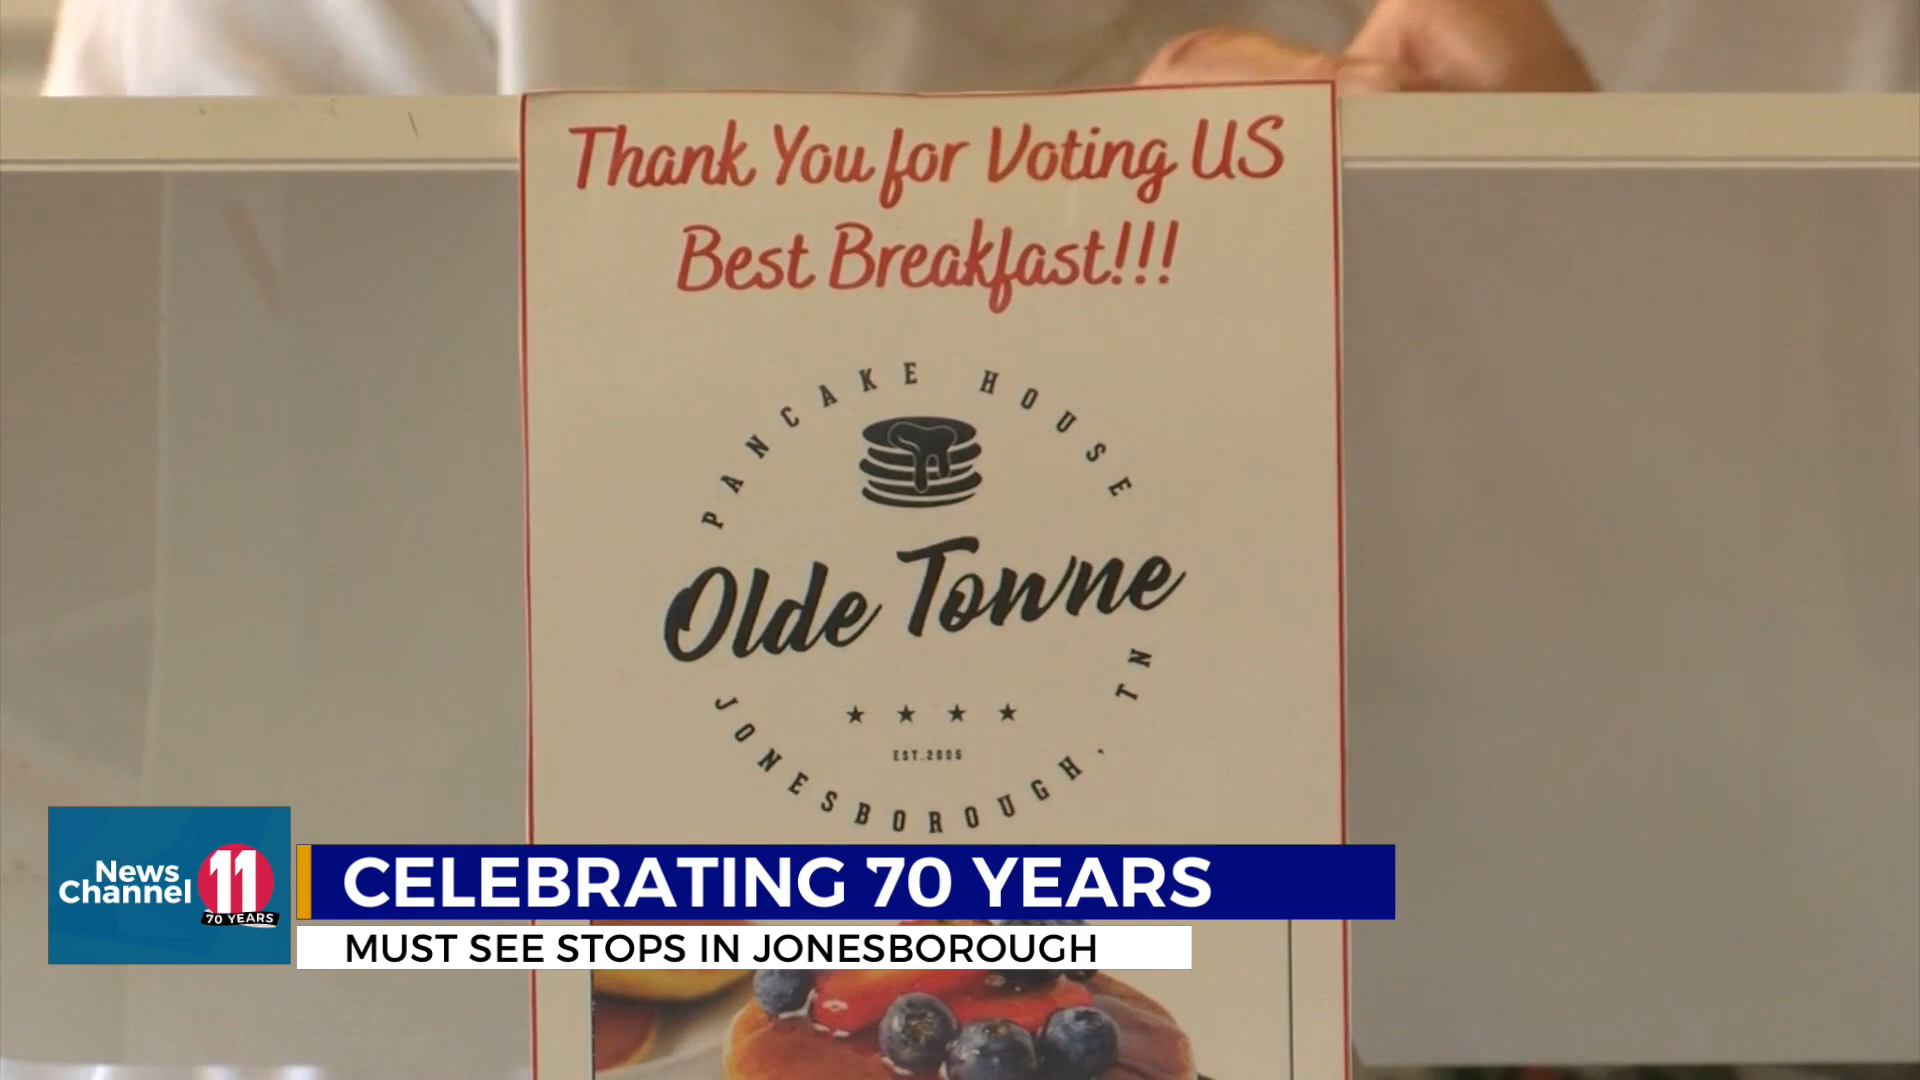 Thank You for Voting US
Best Breakfast!!!
PANCAKE HOUSE
Olde Towne
EST.2005
JONESBOROUGH, TN
News
Channel 11
70 YEARS
CELEBRATING 70 YEARS
MUST SEE STOPS IN JONESBOROUGH